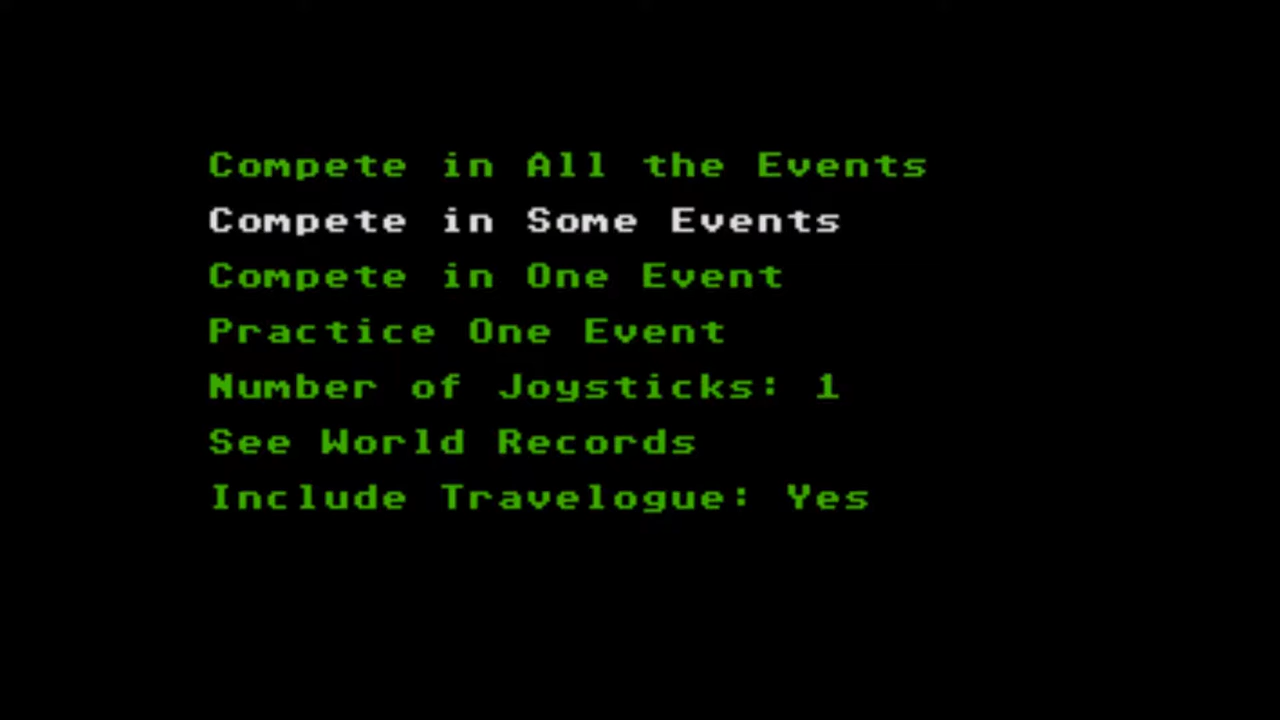 Compete in All the Events
Compete in Some Events
Compete in One Event
Practice One Event
Number of Joysticks: 1
See World Records
Include Travelogue: Yes